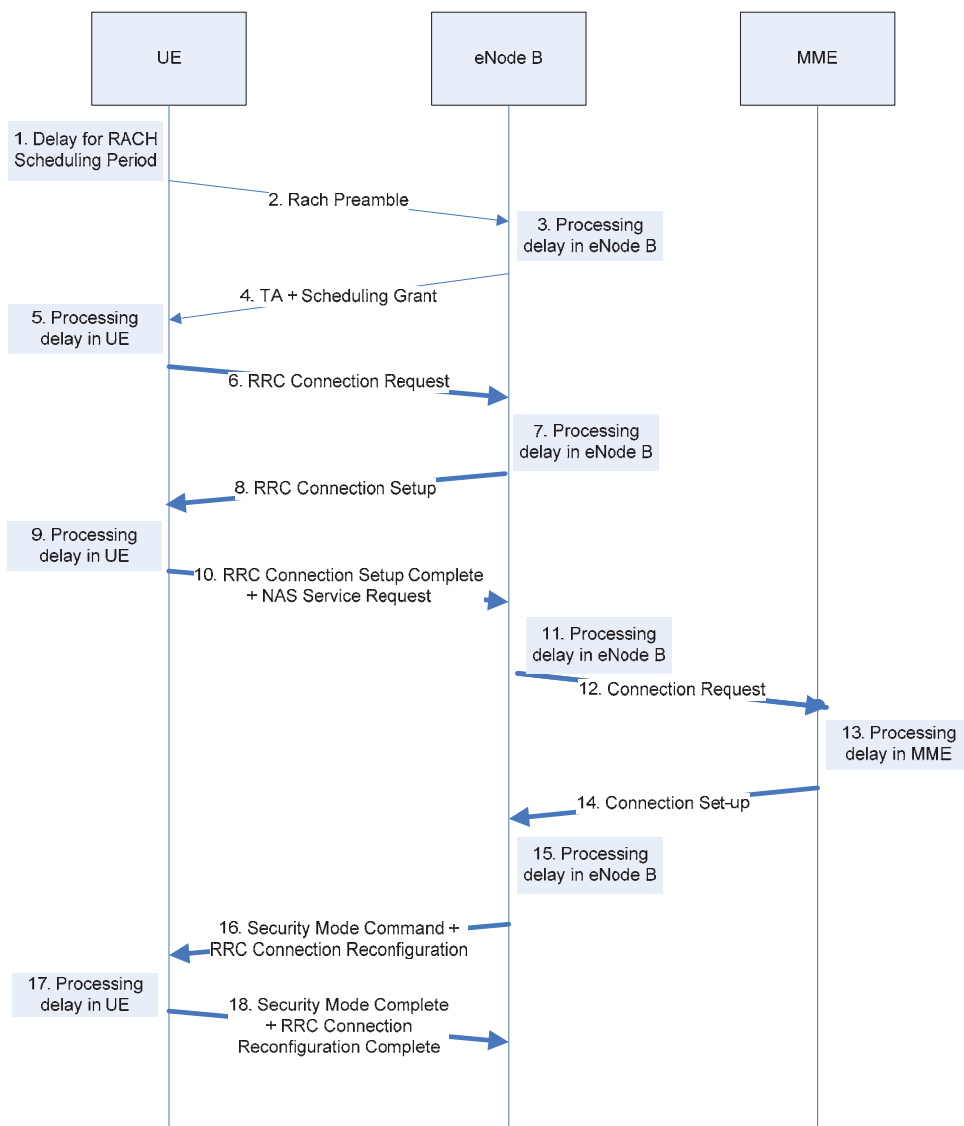 UE
eNode B
MME
1. Delay for RACH
Scheduling Period
2. Rach Preamble
3. Processing
delay in eNode B
4. TA + Scheduling Grant
5. Processing
delay in UE
6. RRC Connection Request
7. Processing
delay in eNode B
8. RRC Connection Setup
9. Processing
delay in UE
10. RRC Connection Setup Complete
+ NAS Service Request
11. Processing
delay in eNode B
12. Connection Request
13. Processing
delay in MME
14. Connection Set-up
15. Processing
delay in eNode B
16. Security Mode Command +
RRC Connection Reconfiguration
17. Processing
delay in UE
18. Security Mode Complete
+ RRC Connection
Reconfiguration Complete